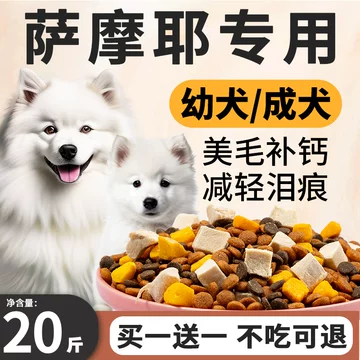 萨摩耶专用
幼犬/成犬
美毛补钙
减轻泪痕
净含量:
20斤
买一送一 不吃可退